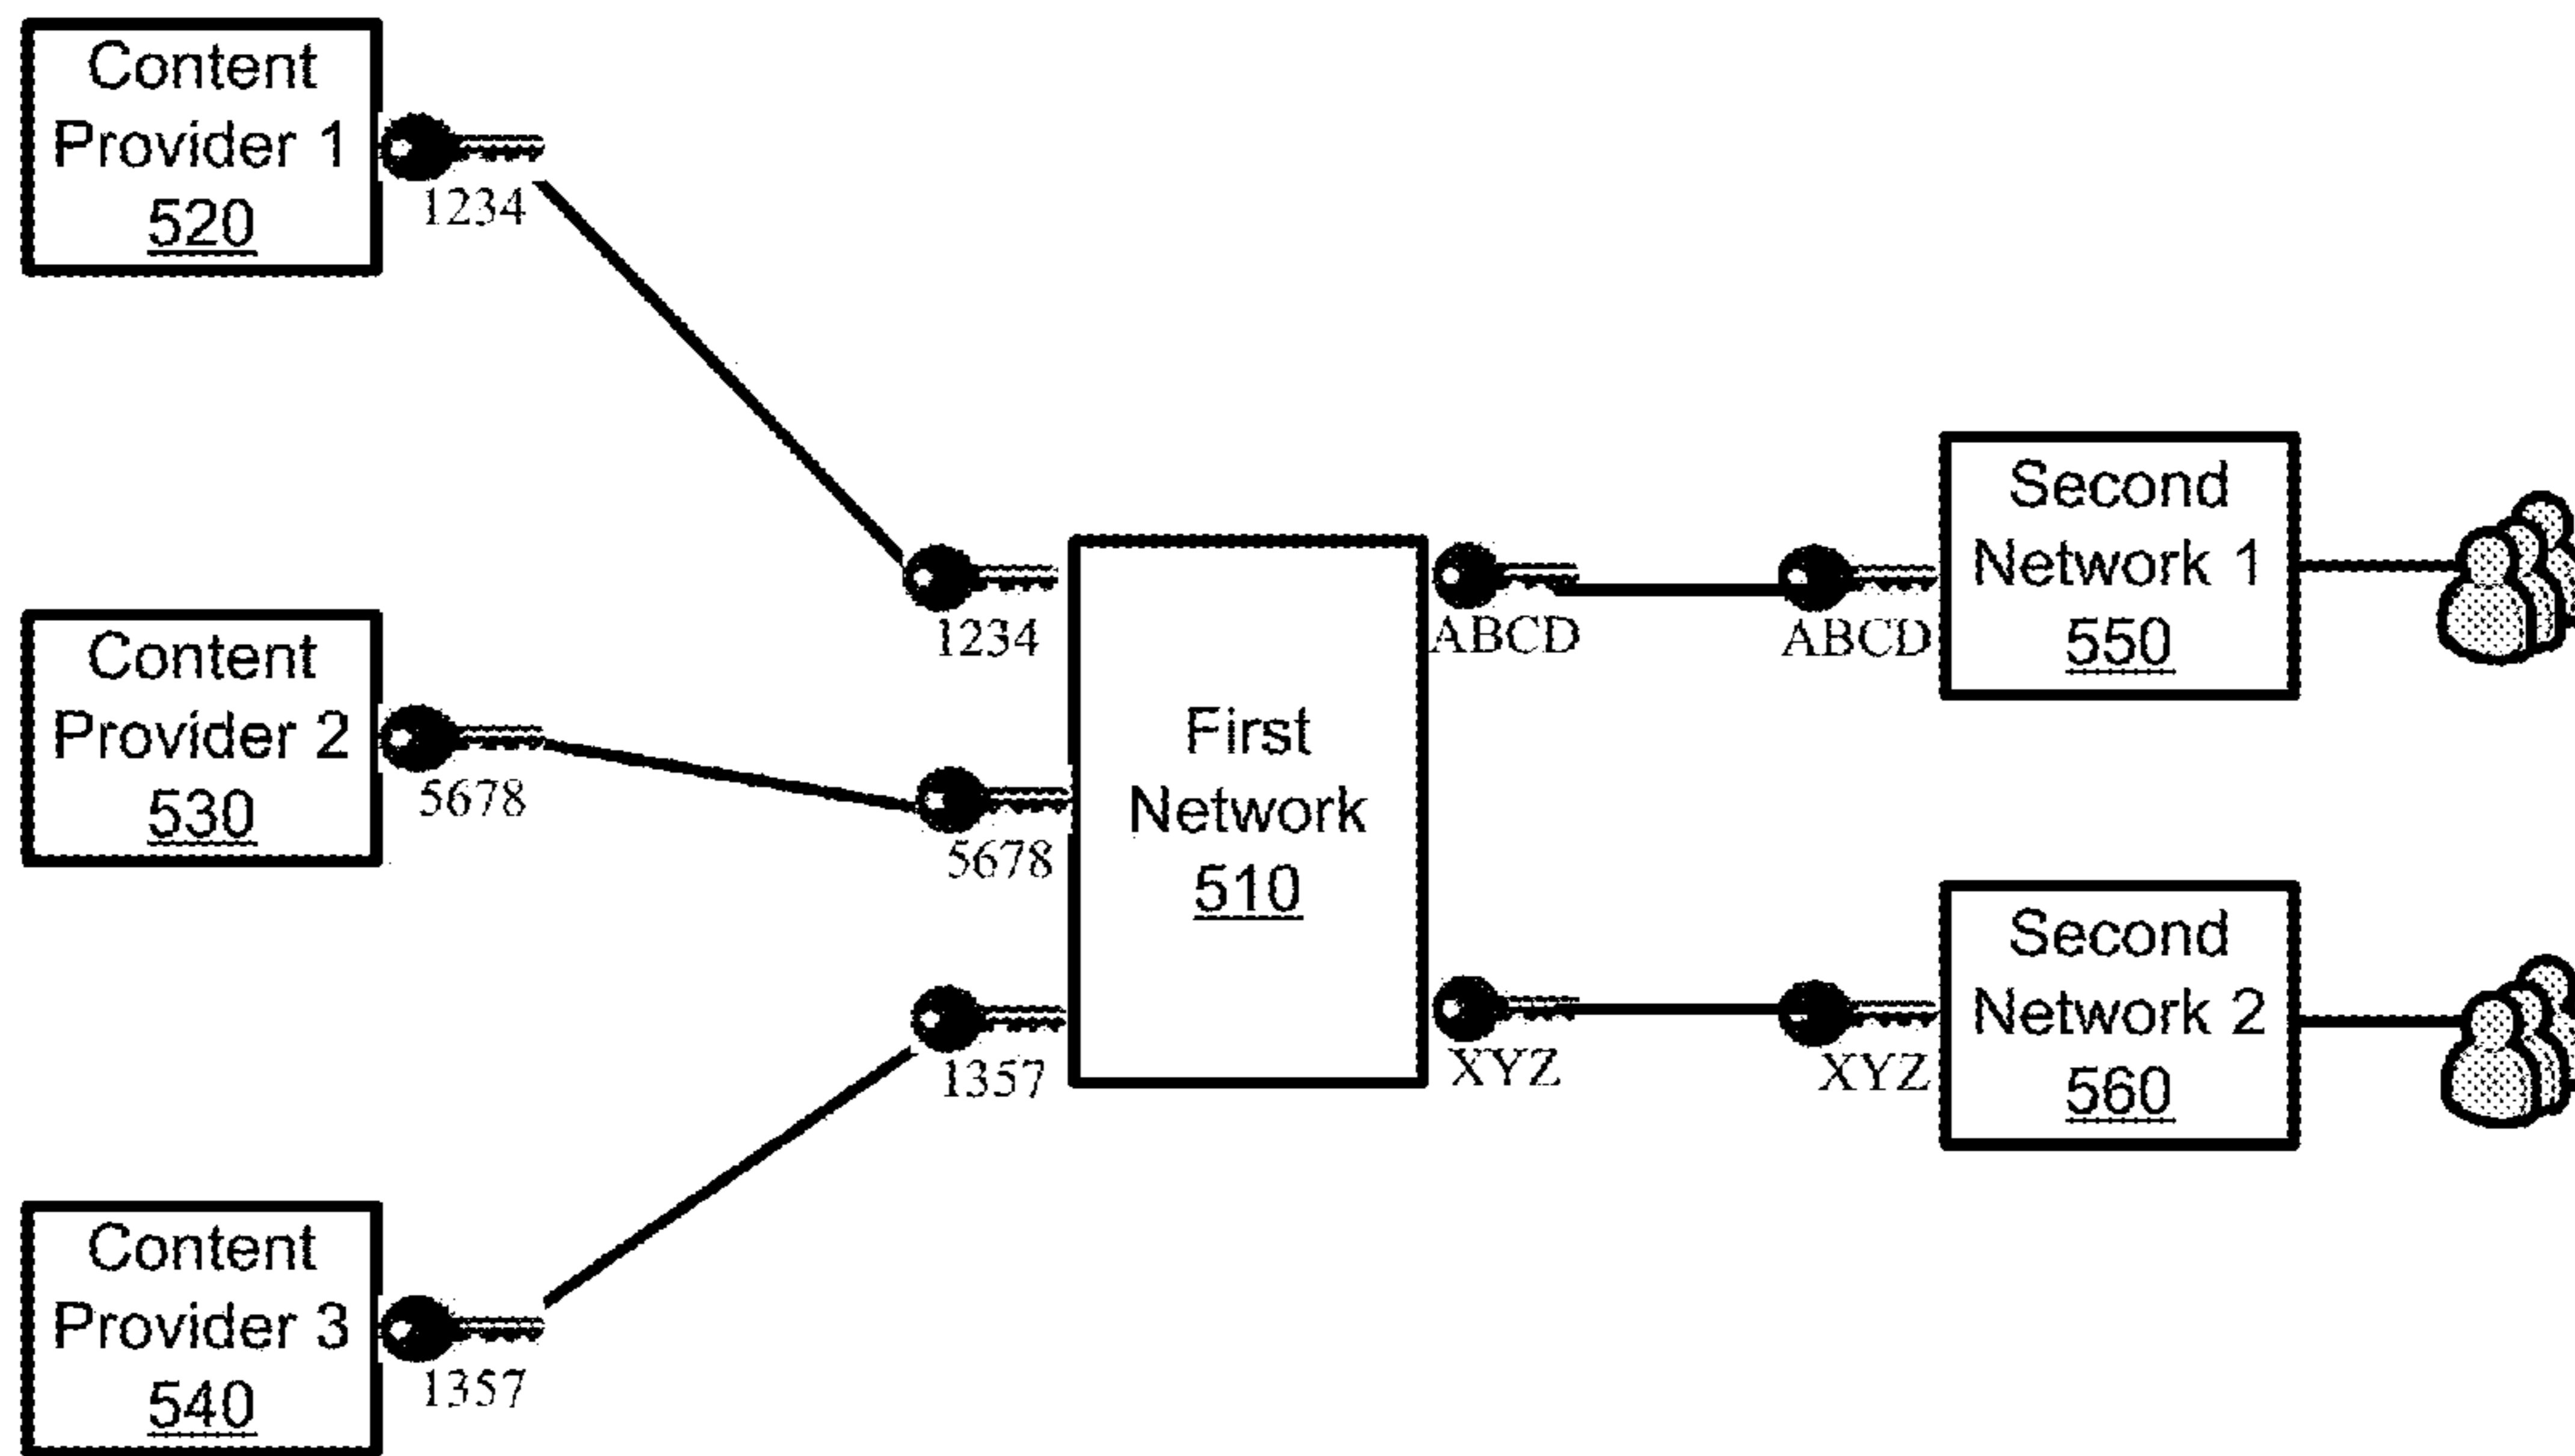 Content
Provider 1
520
1234
Content
Provider 2
530
5678
Content
Provider 3
540
1357
1234
5678
1357
First
Network
510
ABCD
ABCD
XYZ
XYZ
Second
Network 1
550
Second
Network 2
560